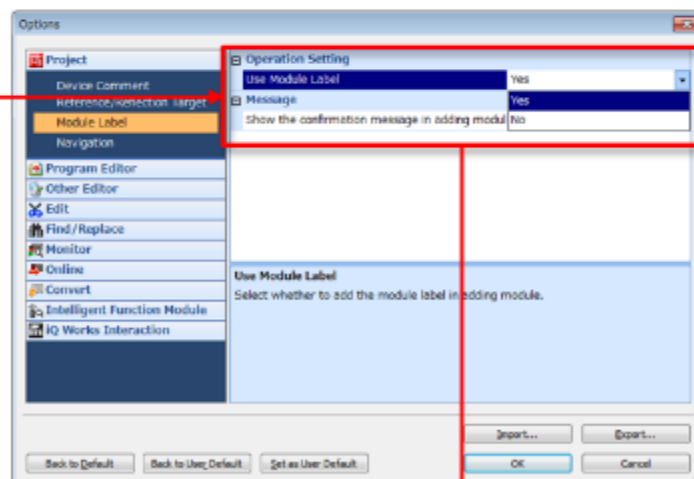 Options
Project
Device Comment
Reference/Reflection Target
Module Label
Navigation
Program Editor
Other Editor
Edit
Find/Replace
Monitor
Online
Convert
Intelligent Function Module
iQ Works Interaction
Operation Setting
Use Module Label Yes
Message Yes
Show the confirmation message in adding modul No
Use Module Label
Select whether to add the module label in adding module.
Import... Export...
Back to Default Back to User Default Set as User Default OK Cancel